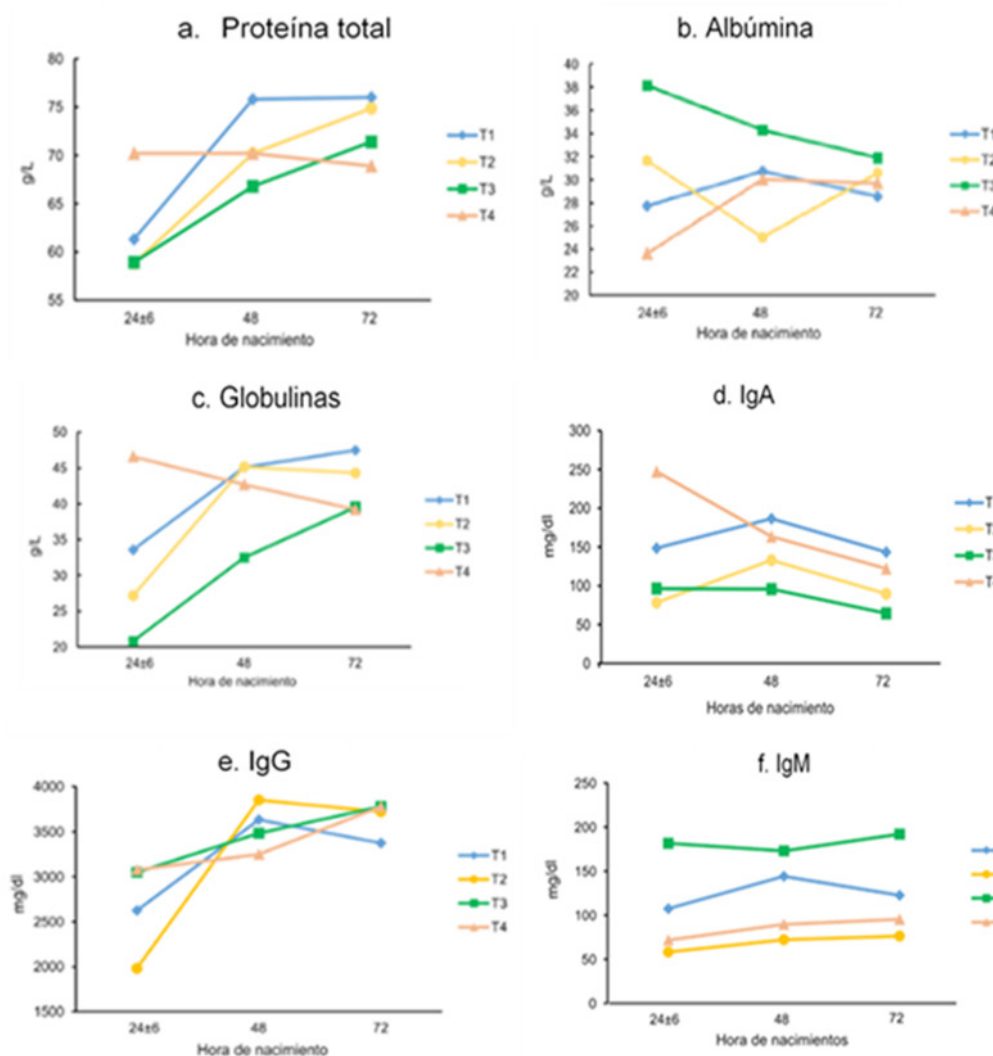 a. Proteína total
80
75
70
65
60
55
g/L
24±6 48 72
Hora de nacimiento
T1
T2
T3
T4
b. Albúmina
40
38
36
34
32
30
28
26
24
22
20
g/L
24±6 48 72
Hora de nacimiento
T1
T2
T3
T4
c. Globulinas
50
45
40
35
30
25
20
g/L
24±6 48 72
Hora de nacimiento
T1
T2
T3
T4
d. IgA
300
250
200
150
100
50
0
mg/dl
24±6 48 72
Horas de nacimiento
T
T
T
T
e. IgG
4000
3500
3000
2500
2000
1500
mg/dl
24±6 48 72
Hora de nacimiento
T1
T2
T3
T4
f. IgM
250
200
150
100
50
0
mg/dl
24±6 48 72
Hora de nacimientos